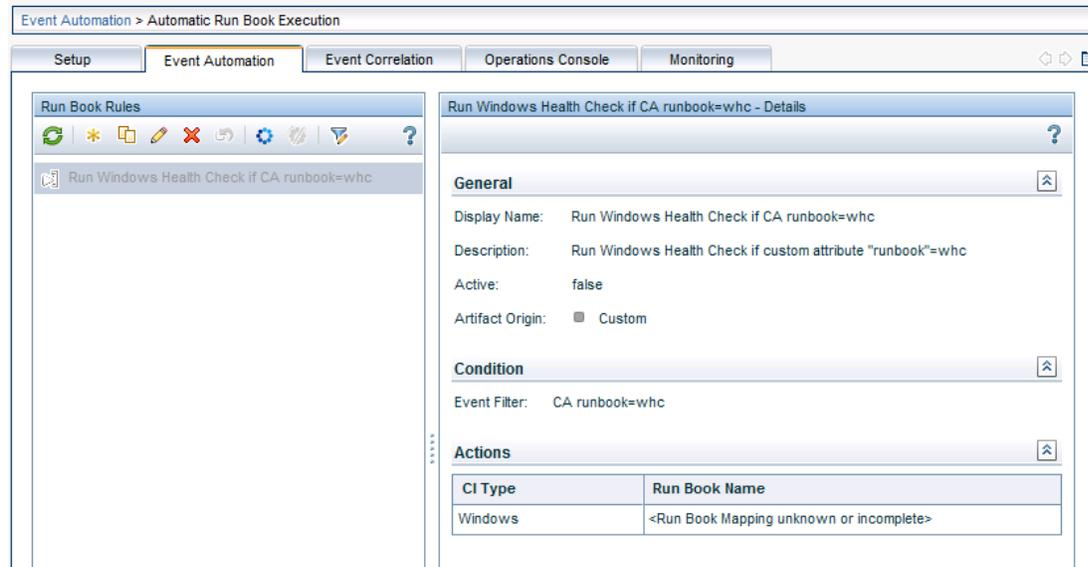 Event Automation > Automatic Run Book Execution
Setup
Event Automation
Event Correlation
Operations Console
Monitoring
Run Book Rules
Run Windows Health Check if CA runbook=whc
Run Windows Health Check if CA runbook=whc - Details
General
Display Name: Run Windows Health Check if CA runbook=whc
Description: Run Windows Health Check if custom attribute "runbook"=whc
Active: false
Artifact Origin: Custom
Condition
Event Filter: CA runbook=whc
Actions
CI Type Run Book Name
Windows <Run Book Mapping unknown or incomplete>